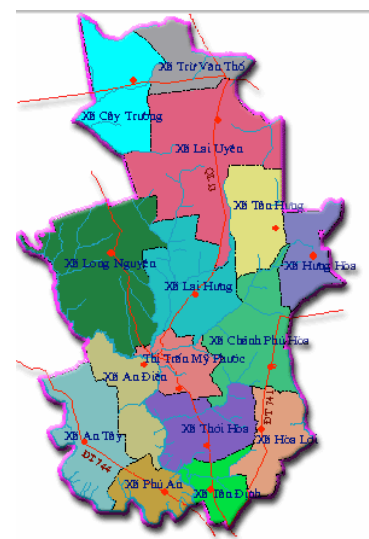 Xã Trừ Văn Thố
Xã Cây Trường
Xã Lai Uyên
QL 13
Xã Tân Hưng
Xã Long Nguyên
Xã Hưng Hòa
Xã Lai Hưng
Xã Chánh Phú Hòa
Thị Trấn Mỹ Phước
Xã An Điền
ĐT 741
Xã An Tây
Xã Thới Hòa
Xã Hòa Lợi
ĐT 744
Xã Phú An
Xã Tân Định